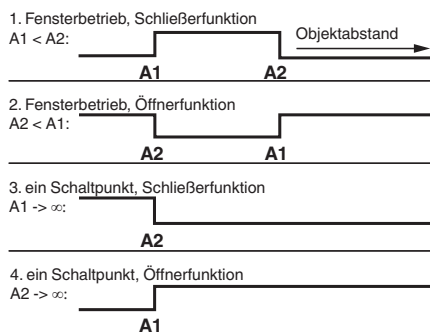 1. Fensterbetrieb, Schließerfunktion
A1 < A2:
Objektabstand
A1 A2
2. Fensterbetrieb, Öffnerfunktion
A2 < A1:
A2 A1
3. ein Schaltpunkt, Schließerfunktion
A1 -> ∞:
A2
4. ein Schaltpunkt, Öffnerfunktion
A2 -> ∞:
A1